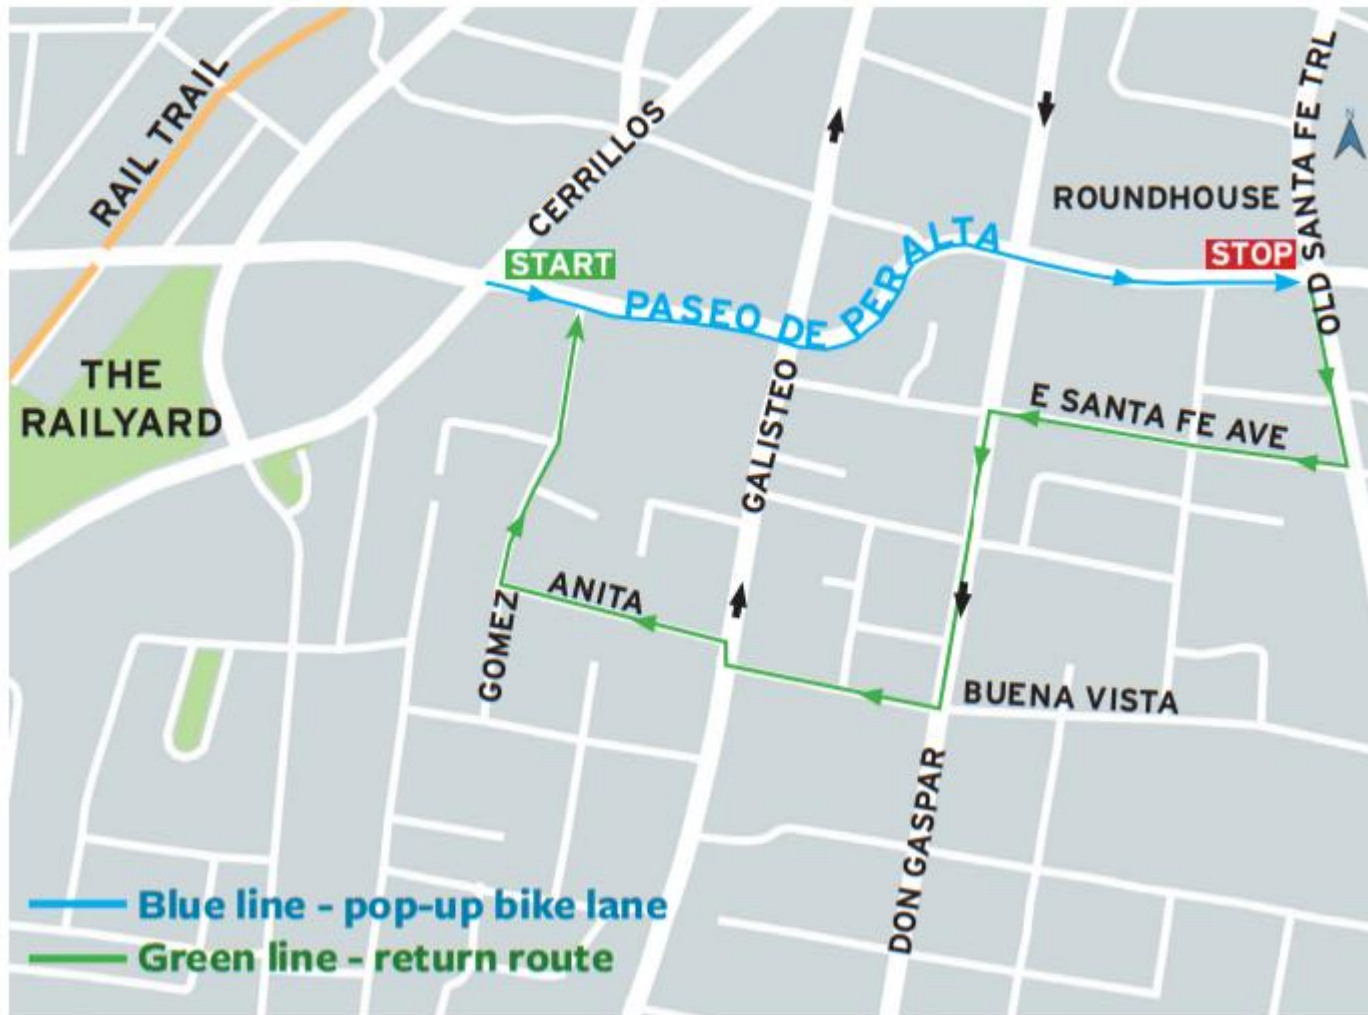 RAIL TRAIL
CERRILLOS
OLD SANTA FE TRL
N
ROUNDHOUSE
START
STOP
PASEO DE PERALTA
THE
RAILYARD
GALISTEO
E SANTA FE AVE
ANITA
GOMEZ
BUENA VISTA
DON GASPAR
Blue line - pop-up bike lane
Green line - return route